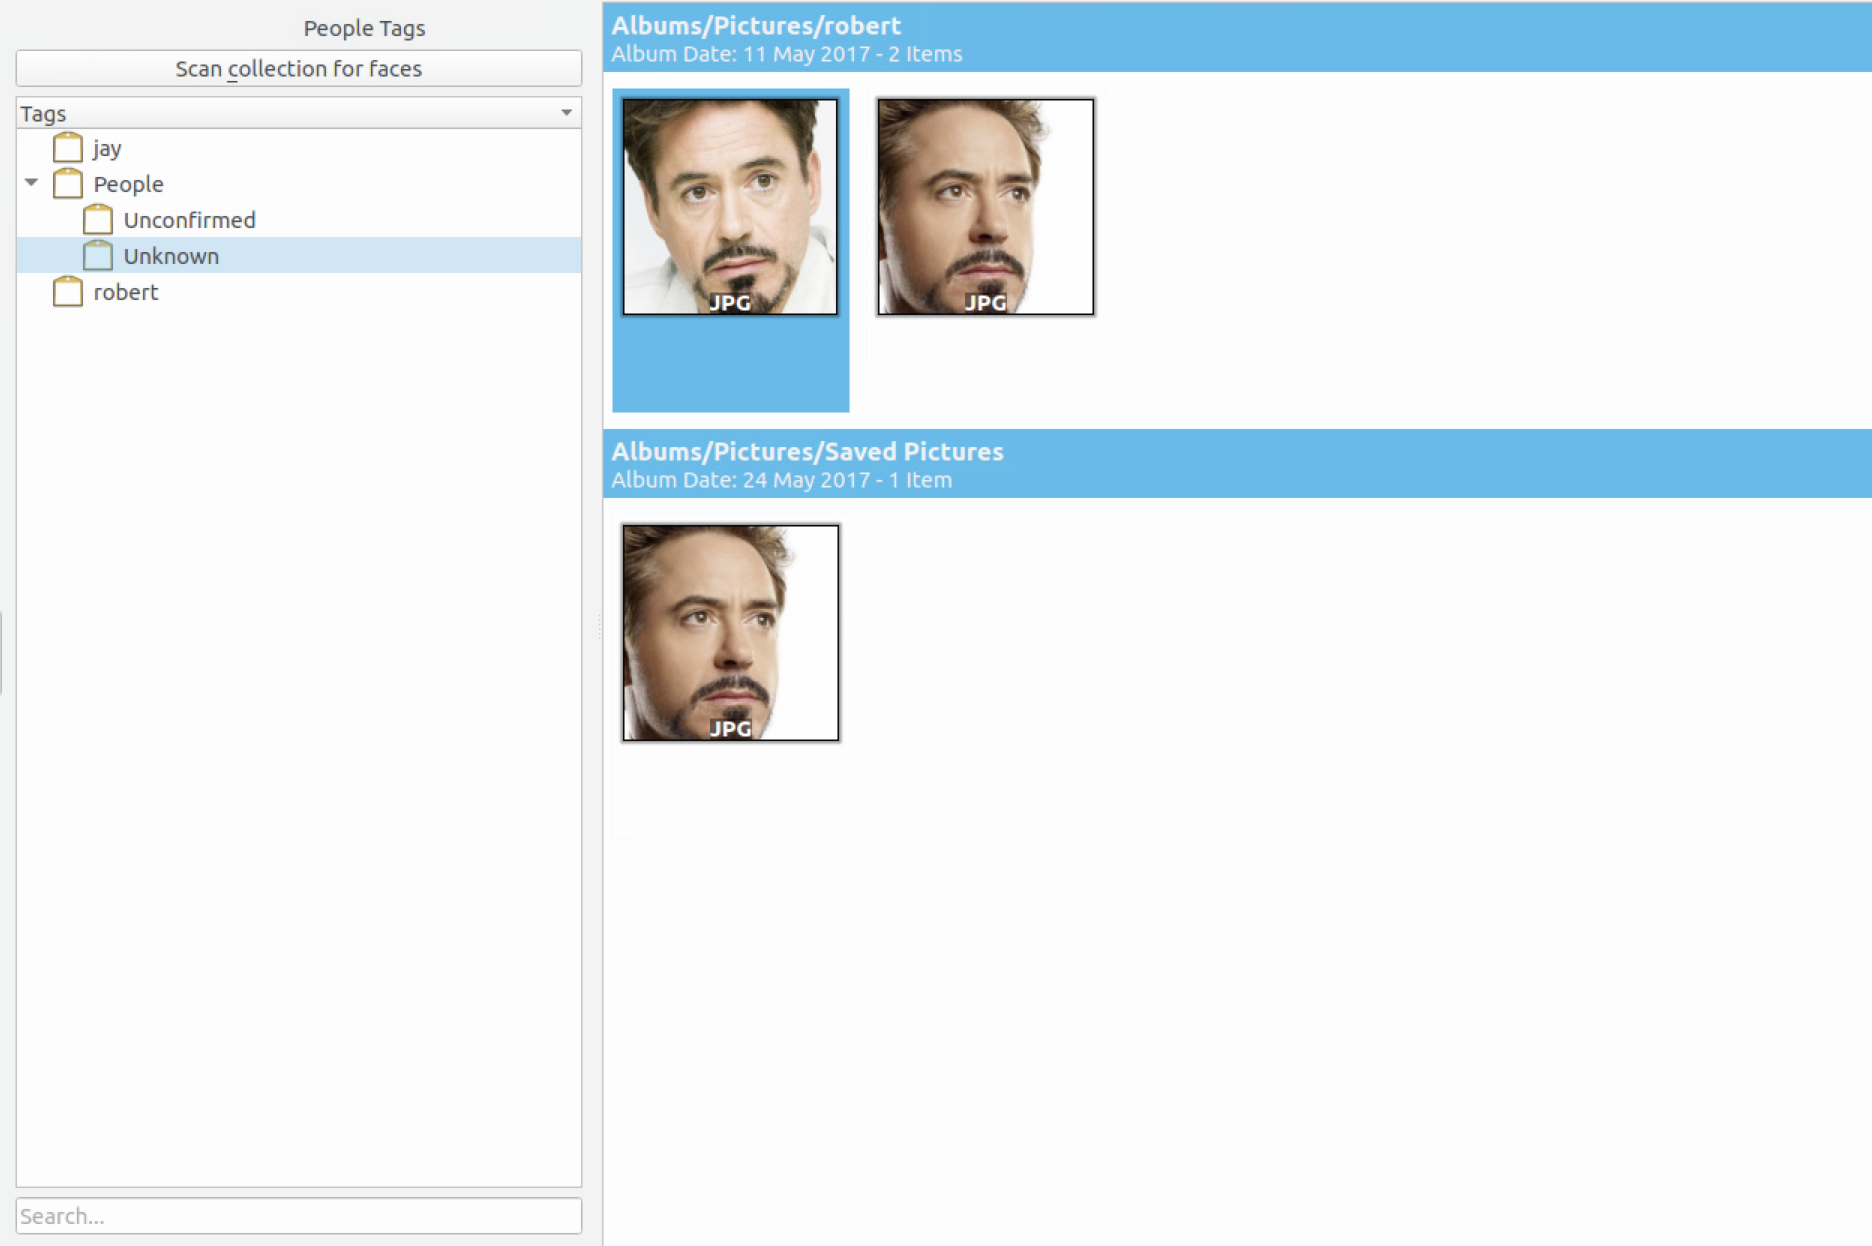 People Tags
Scan collection for faces
Tags
jay
People
Unconfirmed
Unknown
robert
Search...
Albums/Pictures/robert
Album Date: 11 May 2017 - 2 Items
JPG
JPG
Albums/Pictures/Saved Pictures
Album Date: 24 May 2017 - 1 Item
JPG